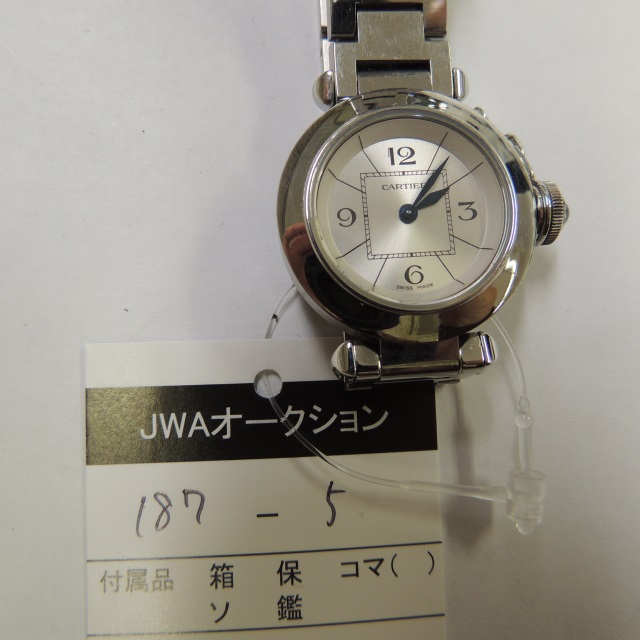 12
CARTIER
9 3
6
SWISS MADE
JWAオークション
187 - 5
付属品 箱 保 コマ( )
ソ 鑑